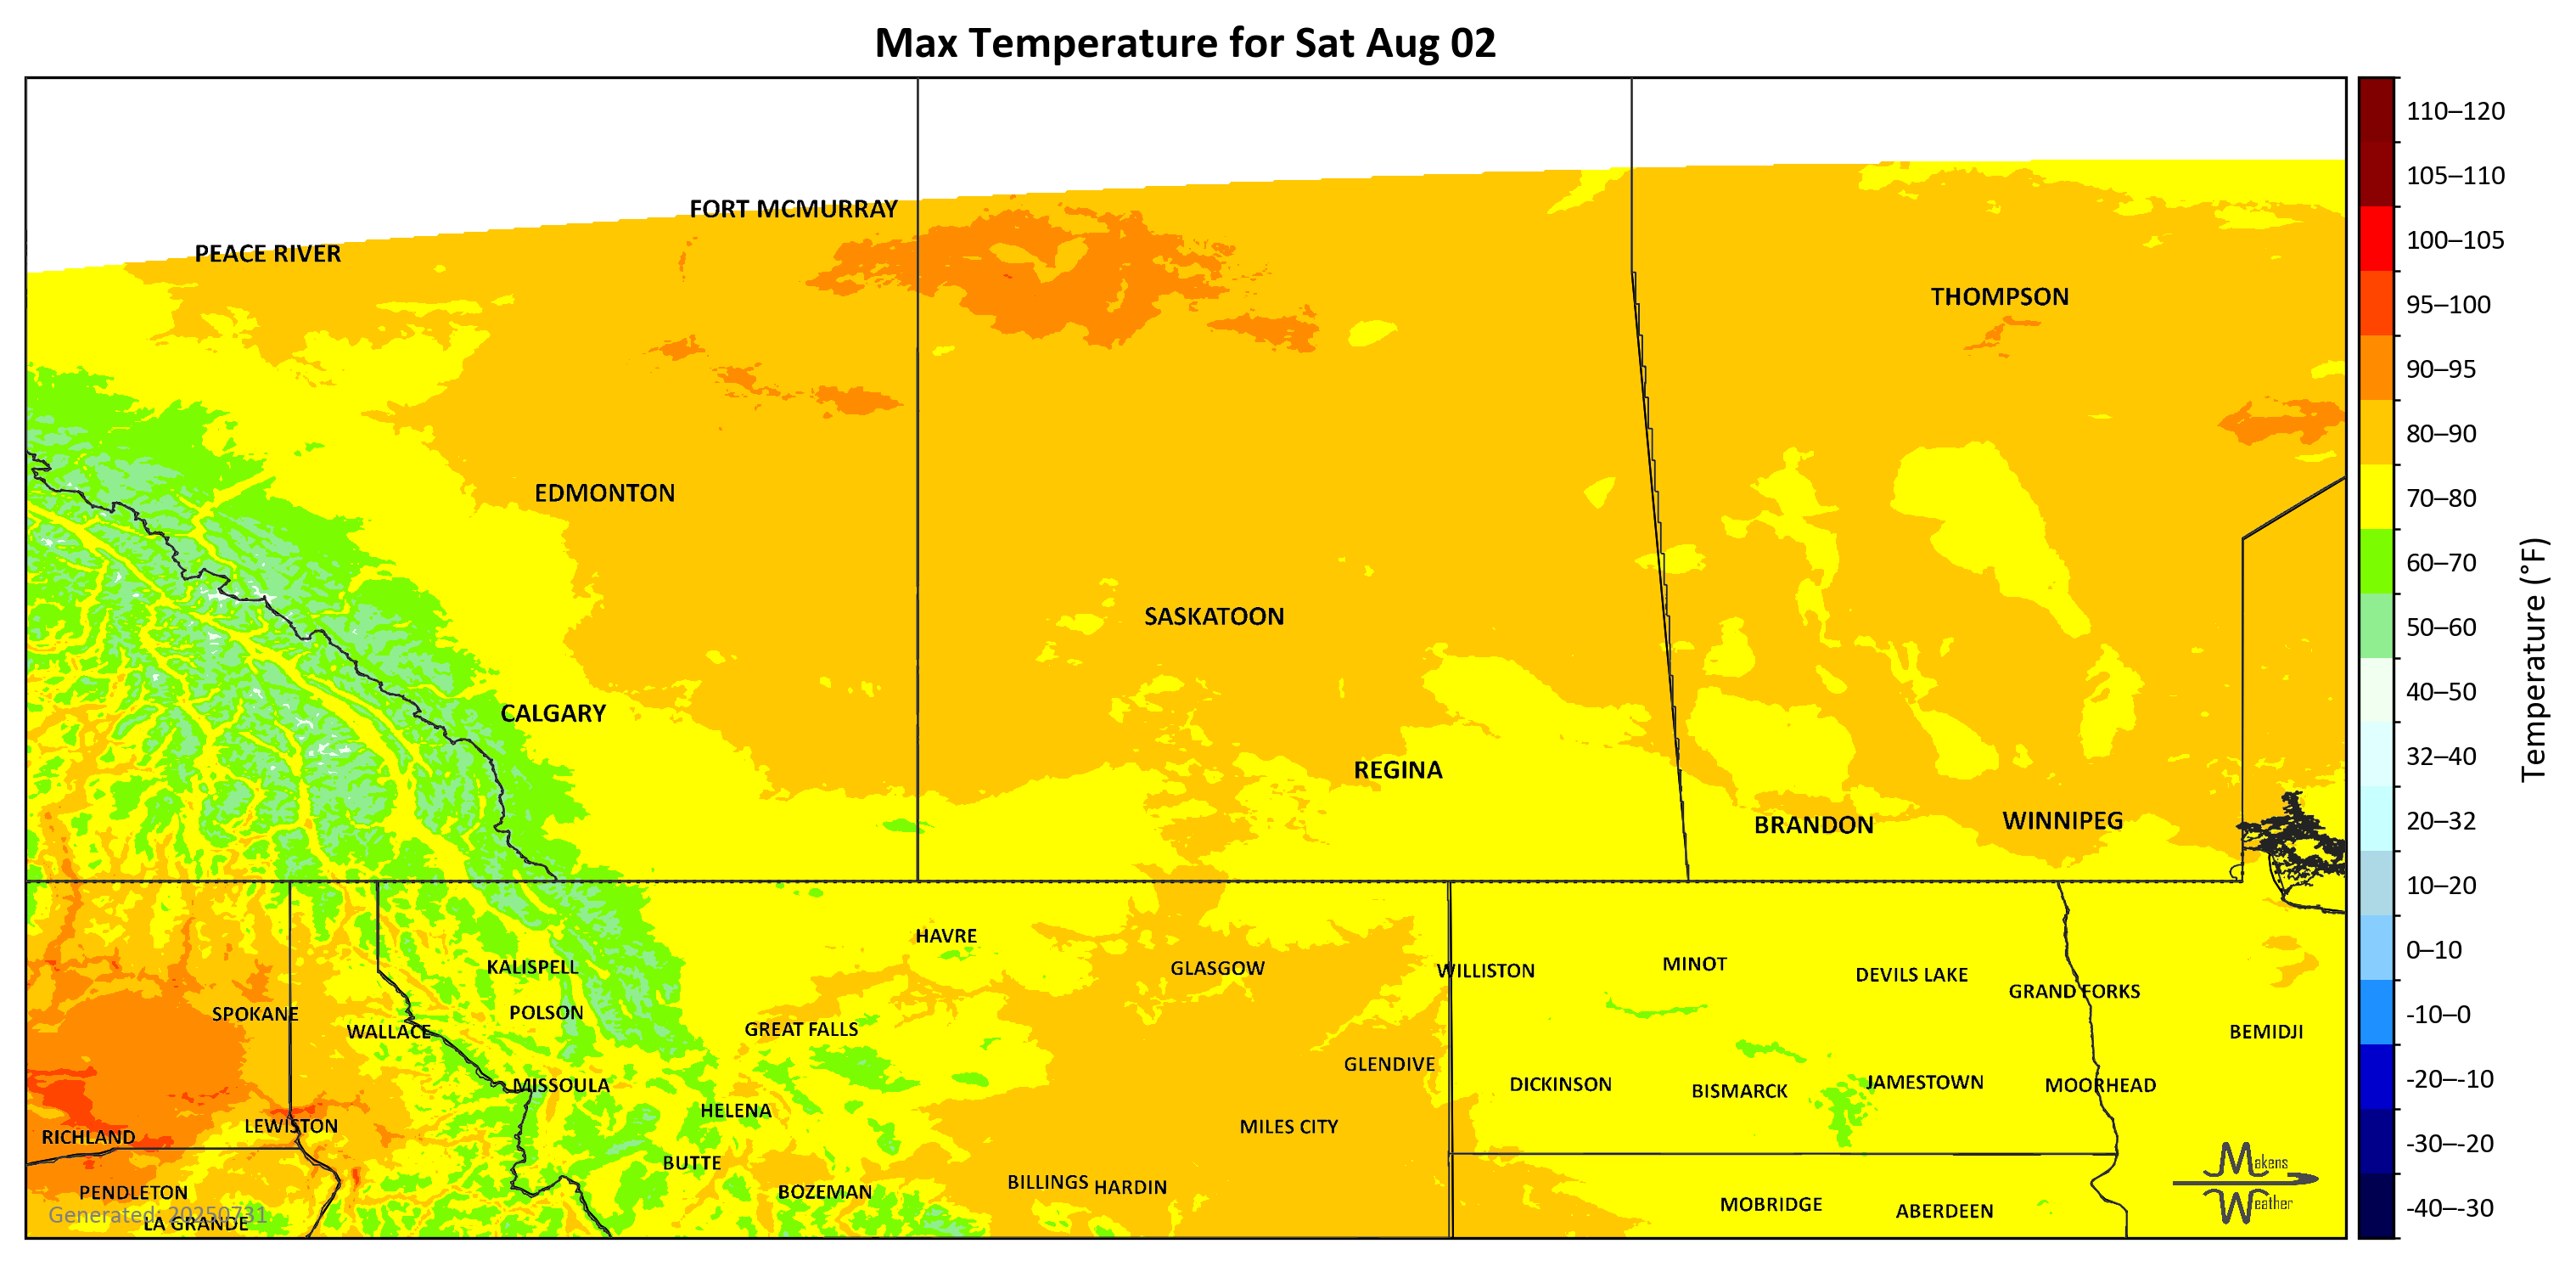 Max Temperature for Sat Aug 02
FORT MCMURRAY
PEACE RIVER
THOMPSON
EDMONTON
SASKATOON
CALGARY
REGINA
BRANDON
WINNIPEG
HAVRE
KALISPELL
GLASGOW
WILLISTON
MINOT
DEVILS LAKE
GRAND FORKS
SPOKANE
POLSON
WALLACE
GREAT FALLS
BEMIDJI
GLENDIVE
MISSOULA
DICKINSON
BISMARCK
JAMESTOWN
MOORHEAD
HELENA
LEWISTON
MILES CITY
RICHLAND
BUTTE
BILLINGS
HARDIN
PENDLETON
BOZEMAN
MOBRIDGE
ABERDEEN
Generated: 20250731
LA GRANDE
Makens
Weather
110–120
105–110
100–105
95–100
90–95
80–90
70–80
60–70
50–60
40–50
32–40
20–32
10–20
0–10
-10–0
-20–-10
-30–-20
-40–-30
Temperature (°F)